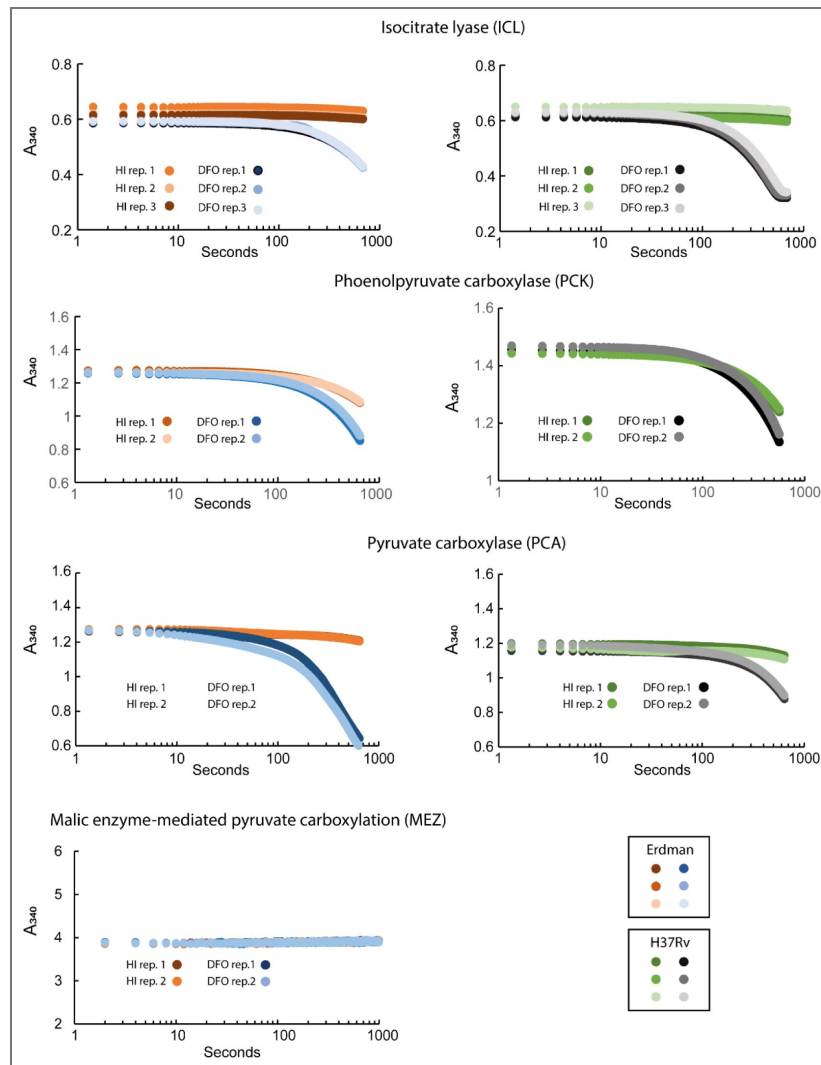 Isocitrate lyase (ICL)
0.8
0.6
0.4
0.2
A340
HI rep. 1 DFO rep.1
HI rep. 2 DFO rep.2
HI rep. 3 DFO rep.3
1 10 100 1000
Seconds
0.8
0.6
0.4
0.2
A340
HI rep. 1 DFO rep.1
HI rep. 2 DFO rep.2
HI rep. 3 DFO rep.3
1 10 100 1000
Seconds
Phoenolpyruvate carboxylase (PCK)
1.6
1.4
1.2
1
0.8
0.6
A340
HI rep. 1 DFO rep.1
HI rep. 2 DFO rep.2
1 10 100 1000
Seconds
1.6
1.4
1.2
1
A340
HI rep. 1 DFO rep.1
HI rep. 2 DFO rep.2
1 10 100 1000
Seconds
Pyruvate carboxylase (PCA)
1.6
1.4
1.2
1
0.8
0.6
A340
HI rep. 1 DFO rep.1
HI rep. 2 DFO rep.2
1 10 100 1000
Seconds
1.6
1.4
1.2
1
0.8
0.6
A340
HI rep. 1 DFO rep.1
HI rep. 2 DFO rep.2
1 10 100 1000
Seconds
Malic enzyme-mediated pyruvate carboxylation (MEZ)
6
5
4
3
2
A340
HI rep. 1 DFO rep.1
HI rep. 2 DFO rep.2
1 10 100 1000
Seconds
Erdman
H37Rv